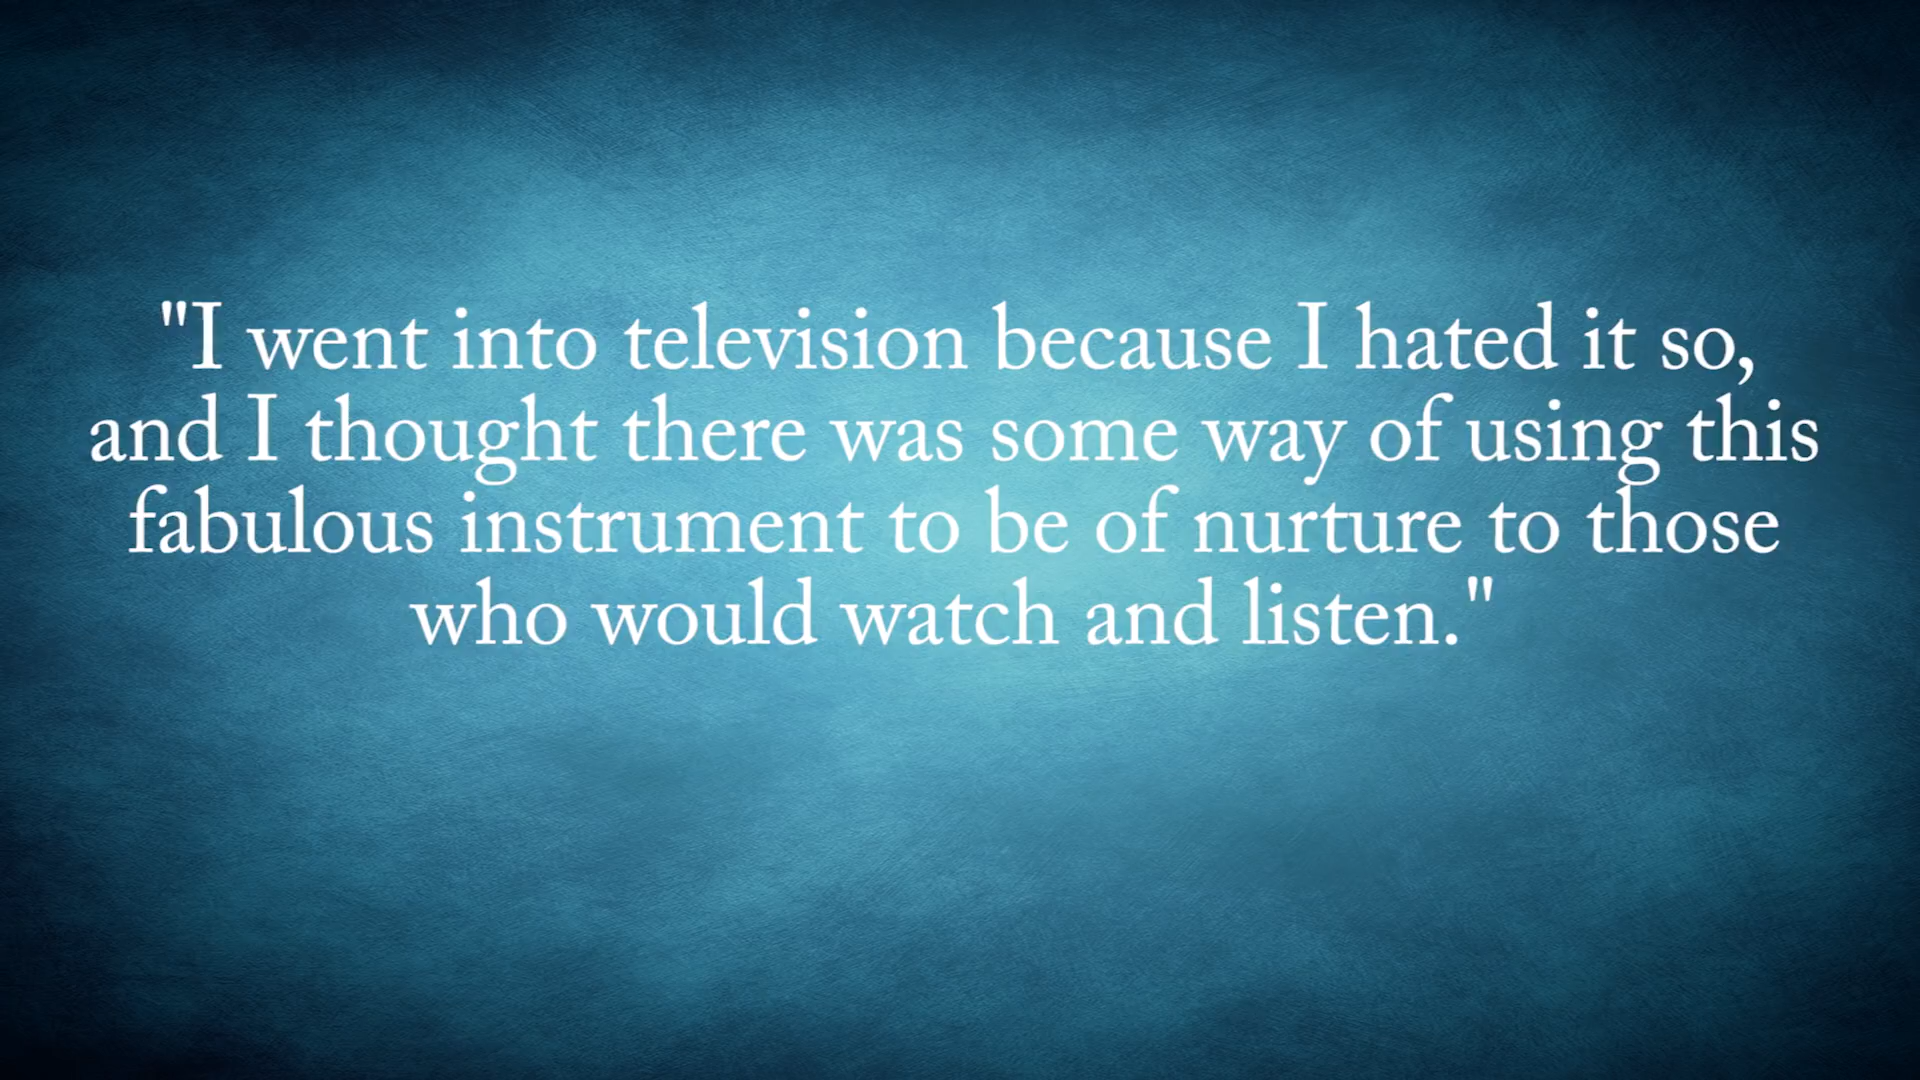 "I went into television because I hated it so,
and I thought there was some way of using this
fabulous instrument to be of nurture to those
who would watch and listen."